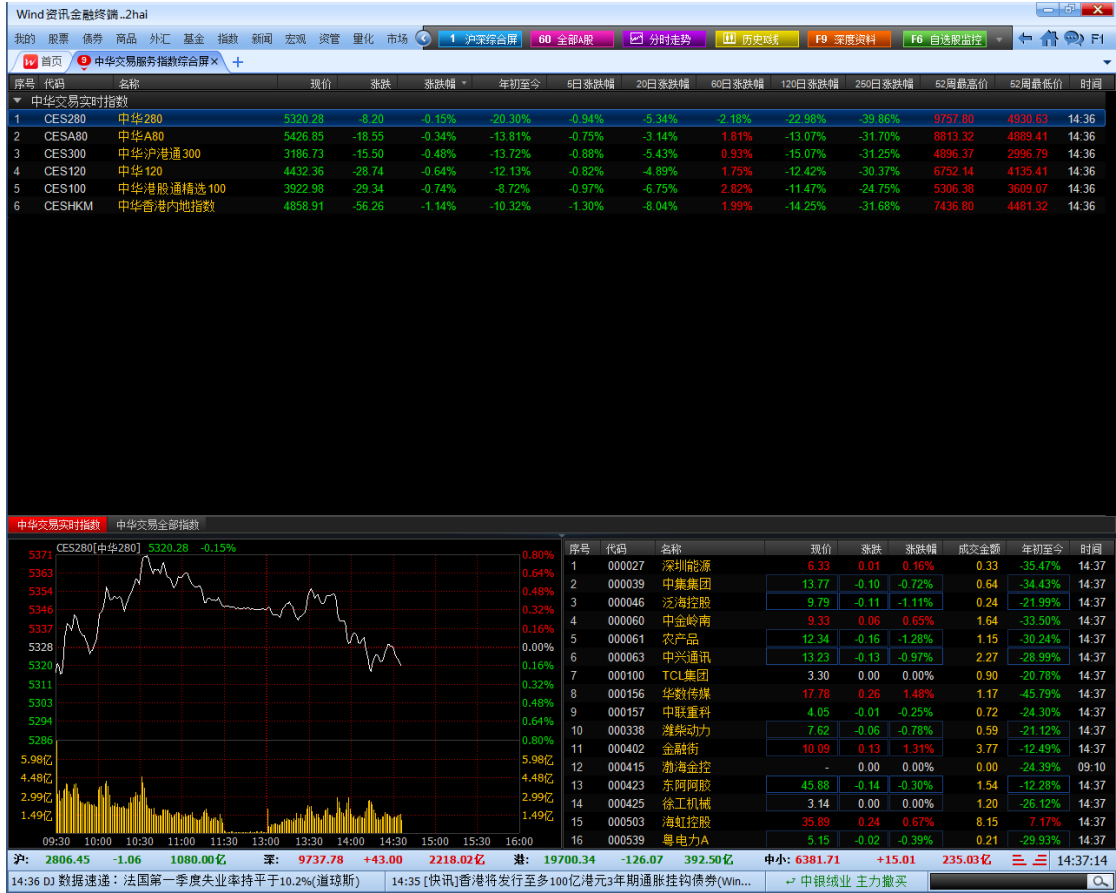 Wind资讯金融终端..2hai
我的 股票 债券 商品 外汇 基金 指数 新闻 宏观 资管 量化 市场 1 沪深综合屏 60 全部A股 分时走势 历史K线 F9 深度资料 F6 自选股监控 F1
W 首页 9 中华交易服务指数综合屏× +
序号 代码 名称 现价 涨跌 涨跌幅 年初至今 5日涨跌幅 20日涨跌幅 60日涨跌幅 120日涨跌幅 250日涨跌幅 52周最高价 52周最低价 时间
中华交易实时指数
1 CES280 中华280 5320.28 -8.20 -0.15% -20.30% -0.94% -5.34% -2.18% -22.98% -39.86% 9757.80 4930.63 14:36
2 CESA80 中华A80 5426.85 -18.55 -0.34% -13.81% -0.75% -3.14% 1.81% -13.07% -31.70% 8813.32 4889.41 14:36
3 CES300 中华沪港通300 3186.73 -15.50 -0.48% -13.72% -0.88% -5.43% 0.93% -15.07% -31.25% 4896.37 2996.79 14:36
4 CES120 中华120 4432.36 -28.74 -0.64% -12.13% -0.82% -4.89% 1.75% -12.42% -30.37% 6752.14 4135.41 14:36
5 CES100 中华港股通精选100 3922.98 -29.34 -0.74% -8.72% -0.97% -6.75% 2.82% -11.47% -24.75% 5306.38 3609.07 14:36
6 CESHKM 中华香港内地指数 4858.91 -56.26 -1.14% -10.32% -1.30% -8.04% 1.99% -14.25% -31.68% 7436.80 4481.32 14:36
中华交易实时指数 中华交易全部指数
CES280[中华280] 5320.28 -0.15%
5371 0.80%
5363 0.64%
5354 0.48%
5346 0.32%
5337 0.16%
5328 0.00%
5320 0.16%
5311 0.32%
5303 0.48%
5294 0.64%
5286 0.80%
5.98亿 5.98亿
4.48亿 4.48亿
2.99亿 2.99亿
1.49亿 1.49亿
09:30 10:00 10:30 11:00 11:30 13:00 13:30 14:00 14:30 15:00 15:30 16:00
序号 代码 名称 现价 涨跌 涨跌幅 成交金额 年初至今 时间
1 000027 深圳能源 6.33 0.01 0.16% 0.33 -35.47% 14:37
2 000039 中集集团 13.77 -0.10 -0.72% 0.64 -34.43% 14:37
3 000046 泛海控股 9.79 -0.11 -1.11% 0.24 -21.99% 14:37
4 000060 中金岭南 9.33 0.06 0.65% 1.64 -33.50% 14:37
5 000061 农产品 12.34 -0.16 -1.28% 1.15 -30.24% 14:37
6 000063 中兴通讯 13.23 -0.13 -0.97% 2.27 -28.99% 14:37
7 000100 TCL集团 3.30 0.00 0.00% 0.90 -20.78% 14:37
8 000156 华数传媒 17.78 0.26 1.48% 1.17 -45.79% 14:37
9 000157 中联重科 4.05 -0.01 -0.25% 0.72 -24.30% 14:37
10 000338 潍柴动力 7.62 -0.06 -0.78% 0.59 -21.12% 14:37
11 000402 金融街 10.09 0.13 1.31% 3.77 -12.49% 14:37
12 000415 渤海金控 - 0.00 0.00% 0.00 -24.39% 09:10
13 000423 东阿阿胶 45.88 -0.14 -0.30% 1.54 -12.28% 14:37
14 000425 徐工机械 3.14 0.00 0.00% 1.20 -26.12% 14:37
15 000503 海虹控股 35.89 0.24 0.67% 8.15 7.17% 14:37
16 000539 粤电力A 5.15 -0.02 -0.39% 0.21 -29.93% 14:37
沪: 2806.45 -1.06 1080.00亿 深: 9737.78 +43.00 2218.02亿 港: 19700.34 -126.07 392.50亿 中小: 6381.71 +15.01 235.03亿 14:37:14
14:36 DJ 数据速递：法国第一季度失业率持平于10.2%(道琼斯) 14:35 [快讯]香港将发行至多100亿港元3年期通胀挂钩债券(Win... 中银绒业 主力撤买